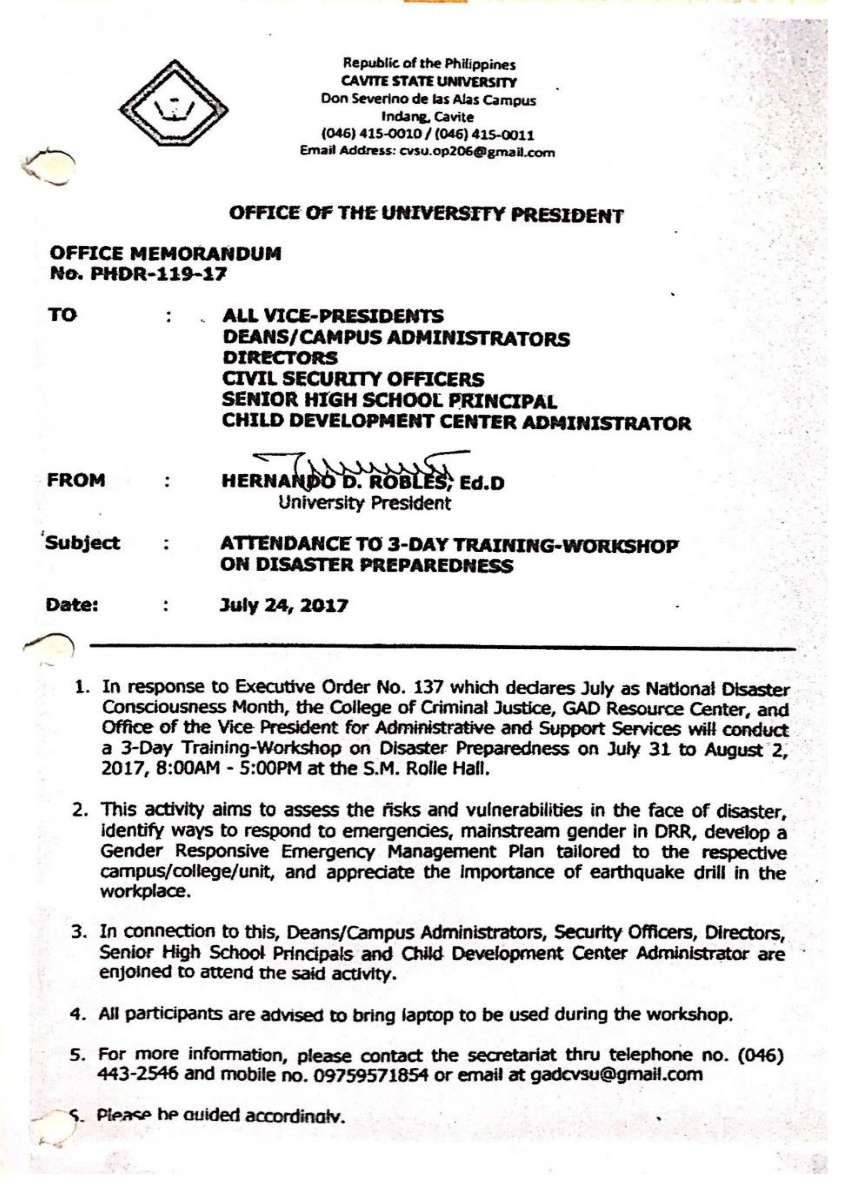 Republic of the Philippines
CAVITE STATE UNIVERSITY
Don Severino de las Alas Campus
Indang, Cavite
(046) 415-0010 / (046) 415-0011
Email Address: cvsu.op206@gmail.com
OFFICE OF THE UNIVERSITY PRESIDENT
OFFICE MEMORANDUM
No. PHDR-119-17
TO : ALL VICE-PRESIDENTS
DEANS/CAMPUS ADMINISTRATORS
DIRECTORS
CIVIL SECURITY OFFICERS
SENIOR HIGH SCHOOL PRINCIPAL
CHILD DEVELOPMENT CENTER ADMINISTRATOR
FROM : HERNANDO D. ROBLES, Ed.D
University President
Subject : ATTENDANCE TO 3-DAY TRAINING-WORKSHOP
ON DISASTER PREPAREDNESS
Date: : July 24, 2017
1. In response to Executive Order No. 137 which declares July as National Disaster
Consciousness Month, the College of Criminal Justice, GAD Resource Center, and
Office of the Vice President for Administrative and Support Services will conduct
a 3-Day Training-Workshop on Disaster Preparedness on July 31 to August 2,
2017, 8:00AM - 5:00PM at the S.M. Rolle Hall.
2. This activity aims to assess the risks and vulnerabilities in the face of disaster,
identify ways to respond to emergencies, mainstream gender in DRR, develop a
Gender Responsive Emergency Management Plan tailored to the respective
campus/college/unit, and appreciate the importance of earthquake drill in the
workplace.
3. In connection to this, Deans/Campus Administrators, Security Officers, Directors,
Senior High School Principals and Child Development Center Administrator are
enjoined to attend the said activity.
4. All participants are advised to bring laptop to be used during the workshop.
5. For more information, please contact the secretariat thru telephone no. (046)
443-2546 and mobile no. 09759571854 or email at gadcvsu@gmail.com
6. Please be guided accordingly.